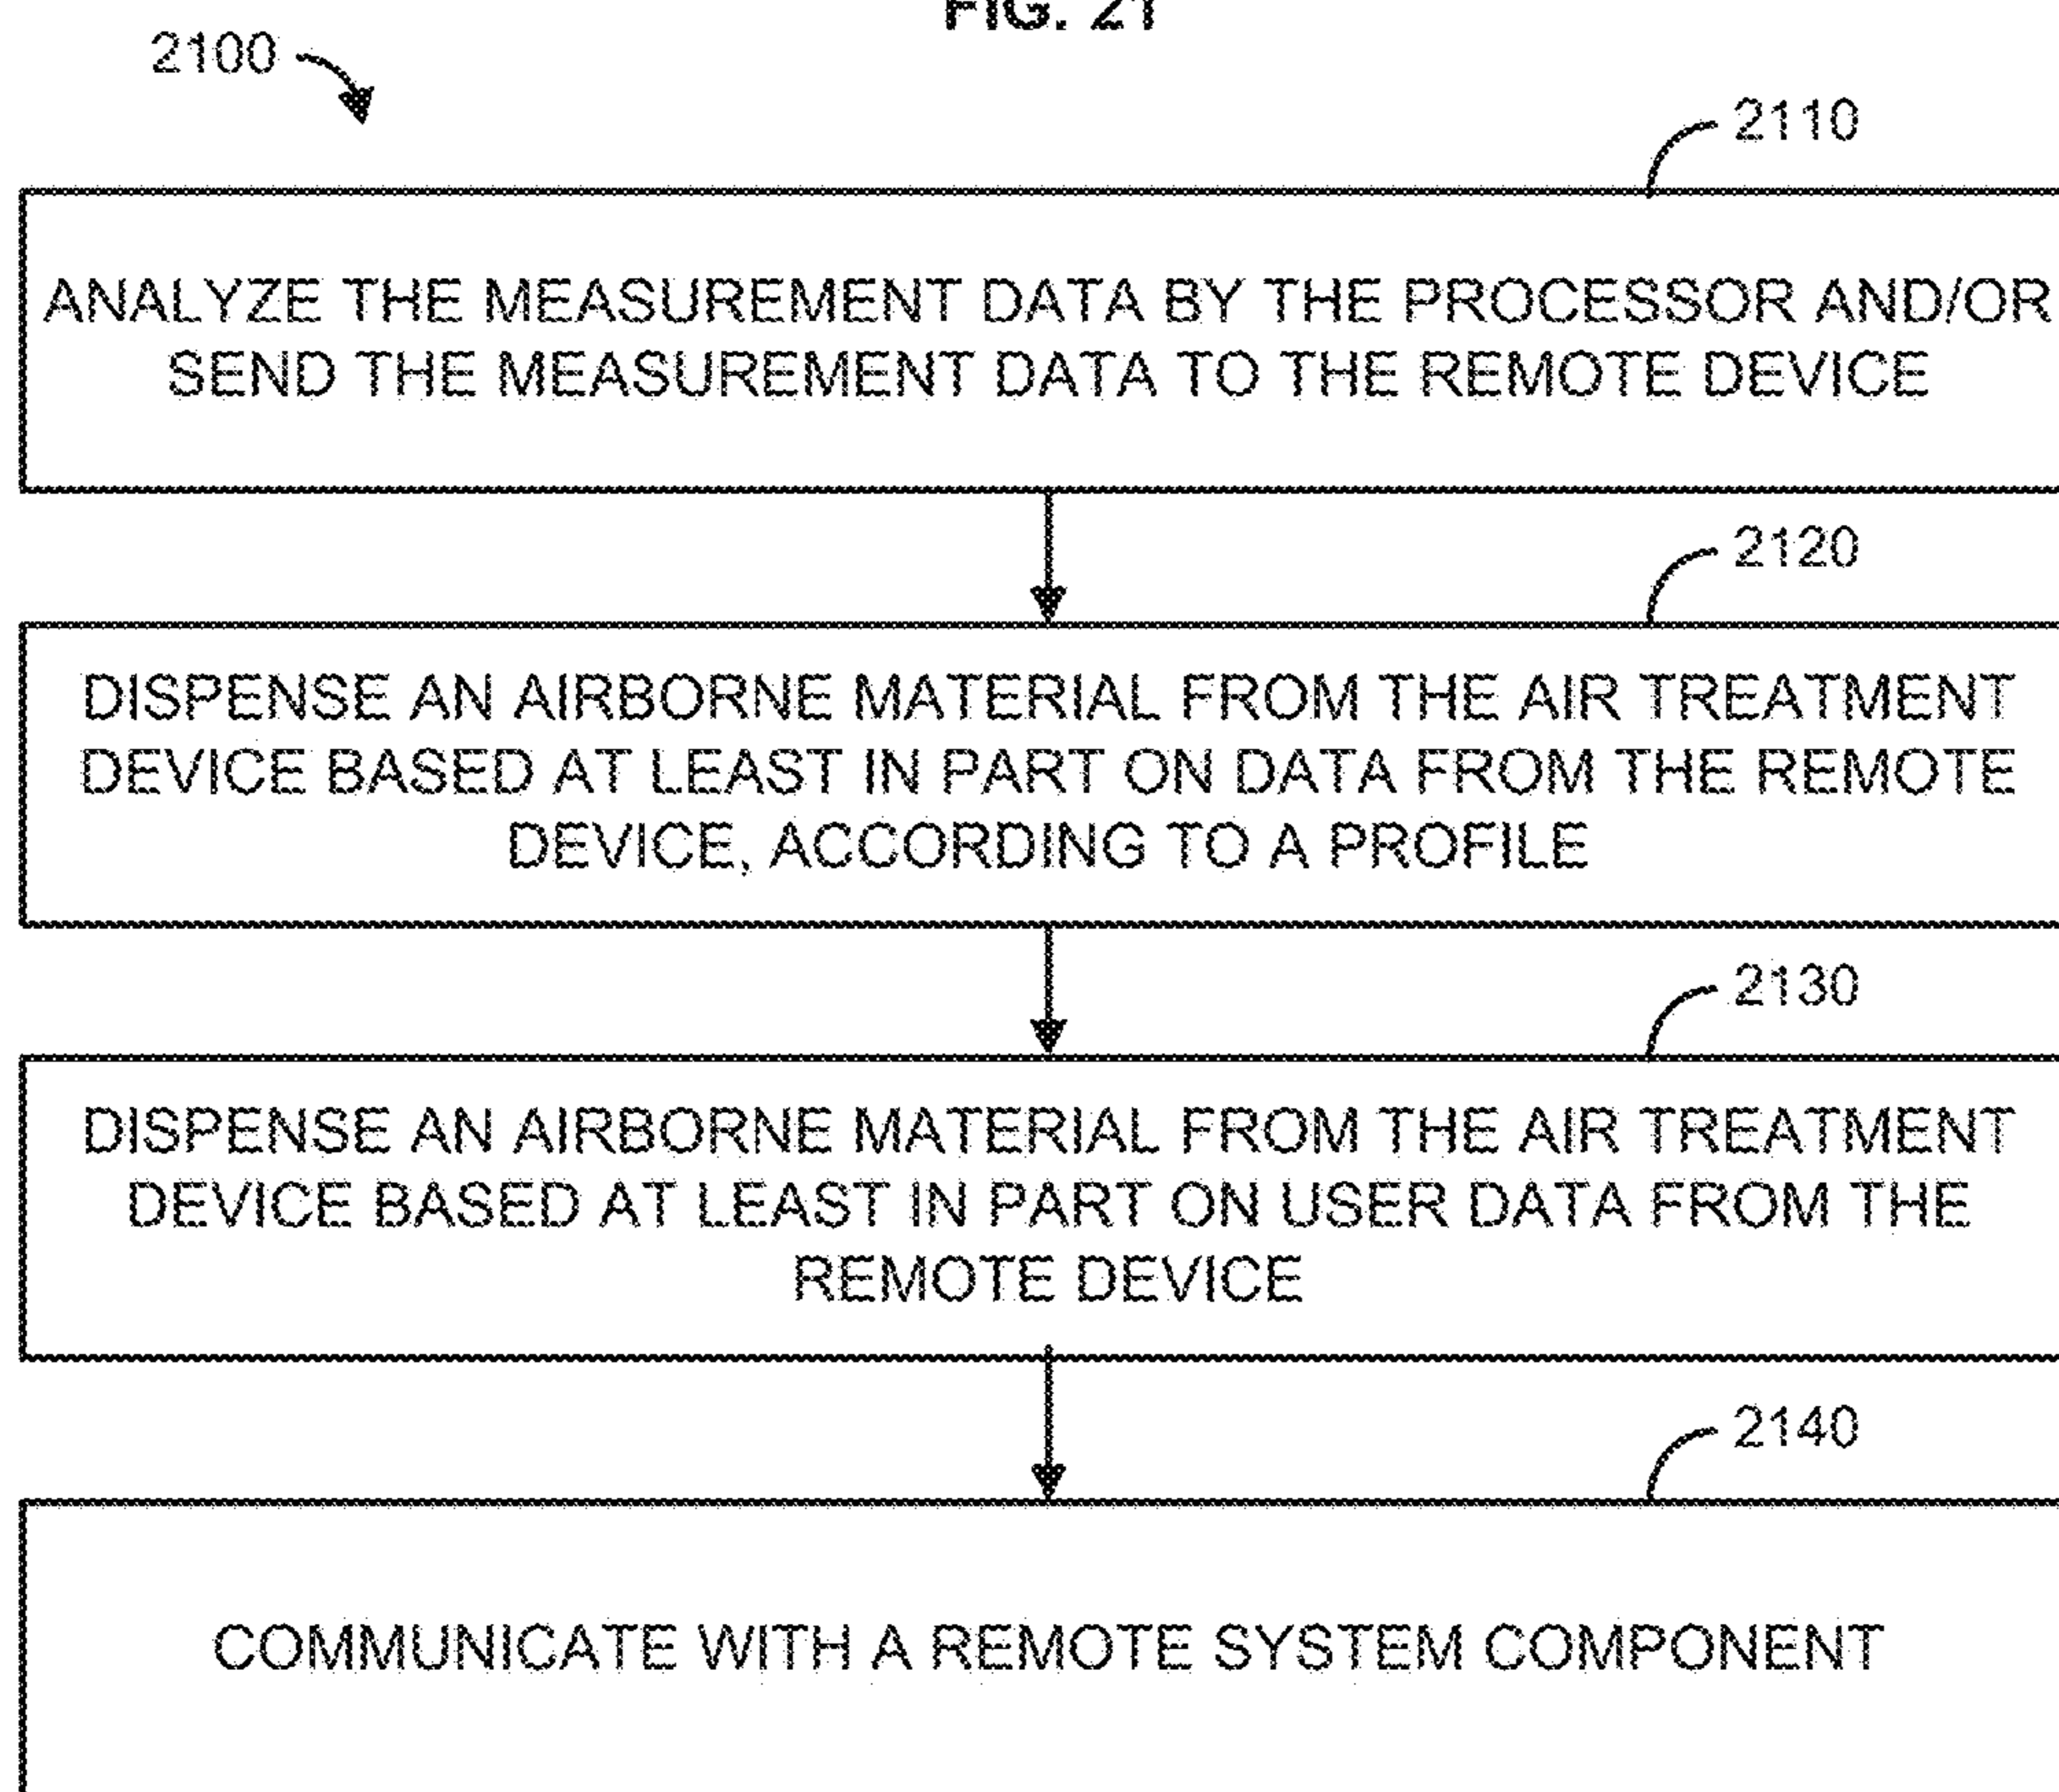 FIG. 21
2100
2110
ANALYZE THE MEASUREMENT DATA BY THE PROCESSOR AND/OR
SEND THE MEASUREMENT DATA TO THE REMOTE DEVICE
2120
DISPENSE AN AIRBORNE MATERIAL FROM THE AIR TREATMENT
DEVICE BASED AT LEAST IN PART ON DATA FROM THE REMOTE
DEVICE, ACCORDING TO A PROFILE
2130
DISPENSE AN AIRBORNE MATERIAL FROM THE AIR TREATMENT
DEVICE BASED AT LEAST IN PART ON USER DATA FROM THE
REMOTE DEVICE
2140
COMMUNICATE WITH A REMOTE SYSTEM COMPONENT